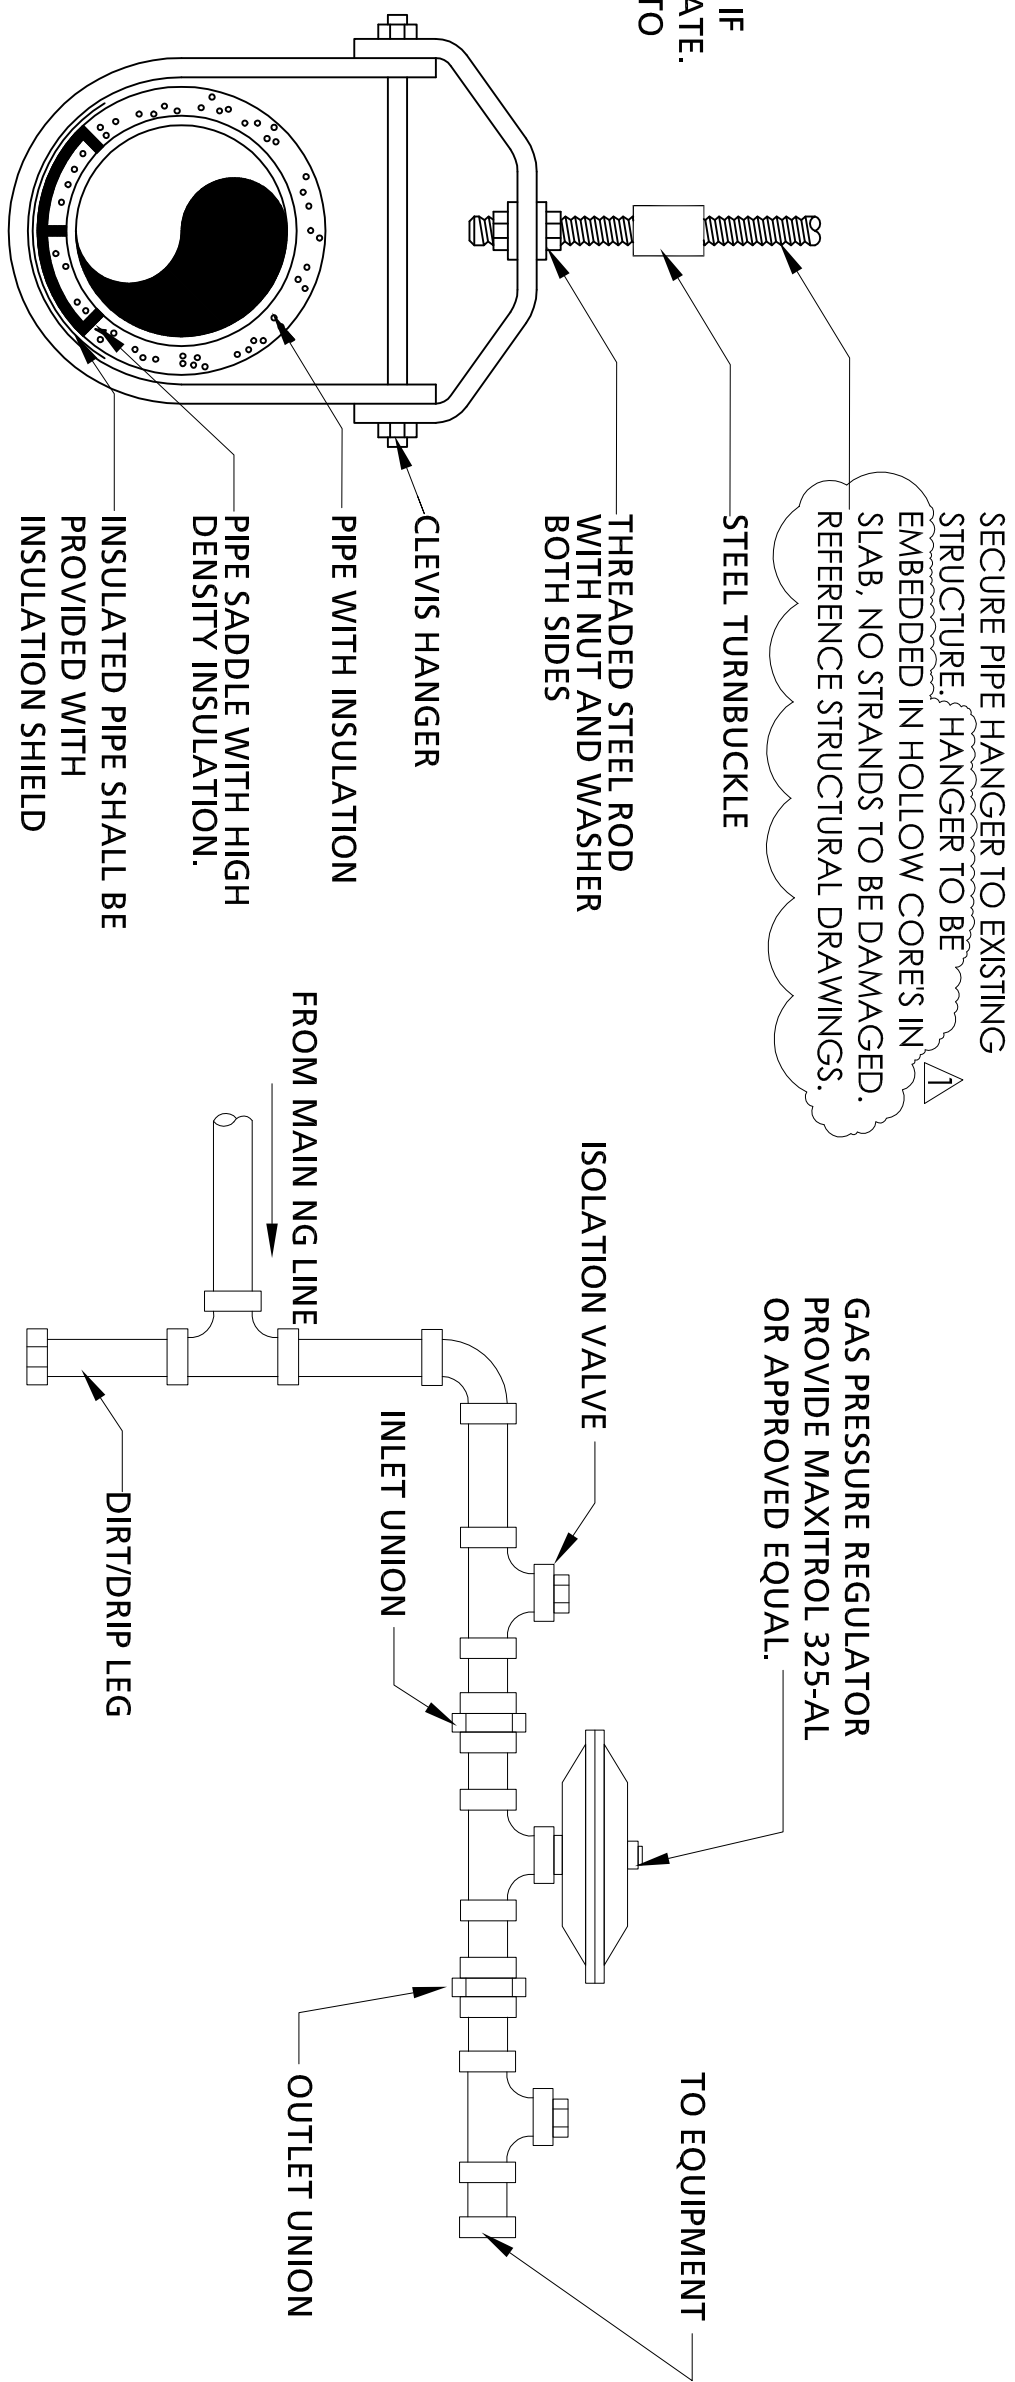 IF
ATE.
TO
SECURE PIPE HANGER TO EXISTING
STRUCTURE. HANGER TO BE
EMBEDDED IN HOLLOW CORE'S IN
SLAB, NO STRANDS TO BE DAMAGED.
REFERENCE STRUCTURAL DRAWINGS.
1
STEEL TURNBUCKLE
THREADED STEEL ROD
WITH NUT AND WASHER
BOTH SIDES
CLEVIS HANGER
PIPE WITH INSULATION
PIPE SADDLE WITH HIGH
DENSITY INSULATION.
INSULATED PIPE SHALL BE
PROVIDED WITH
INSULATION SHIELD
GAS PRESSURE REGULATOR
PROVIDE MAXITROL 325-AL
OR APPROVED EQUAL.
ISOLATION VALVE
FROM MAIN NG LINE
INLET UNION
DIRT/DRIP LEG
TO EQUIPMENT
OUTLET UNION